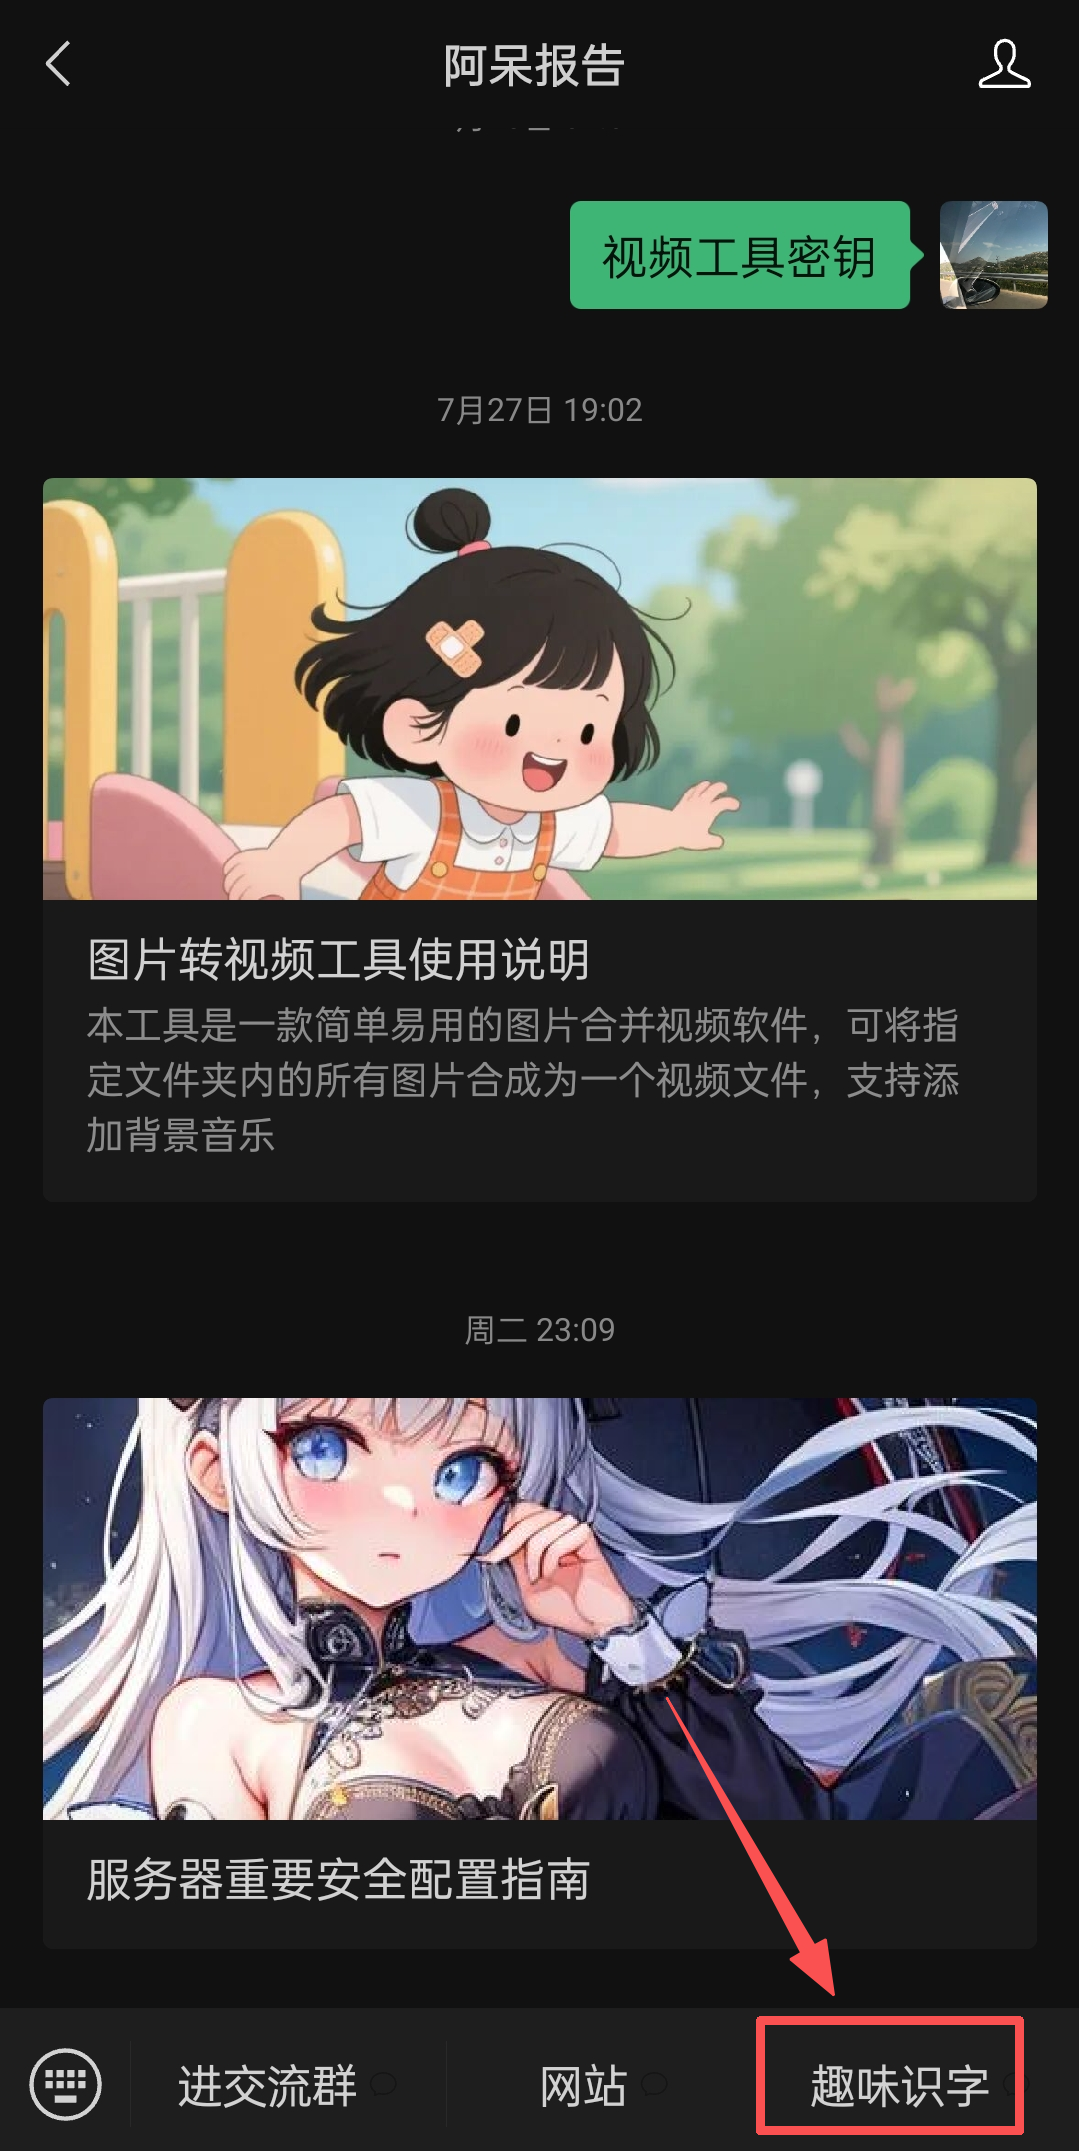 阿呆报告
视频工具密钥
7月27日 19:02
图片转视频工具使用说明
本工具是一款简单易用的图片合并视频软件，可将指
定文件夹内的所有图片合成为一个视频文件，支持添
加背景音乐
周二 23:09
服务器重要安全配置指南
进交流群
网站
趣味识字